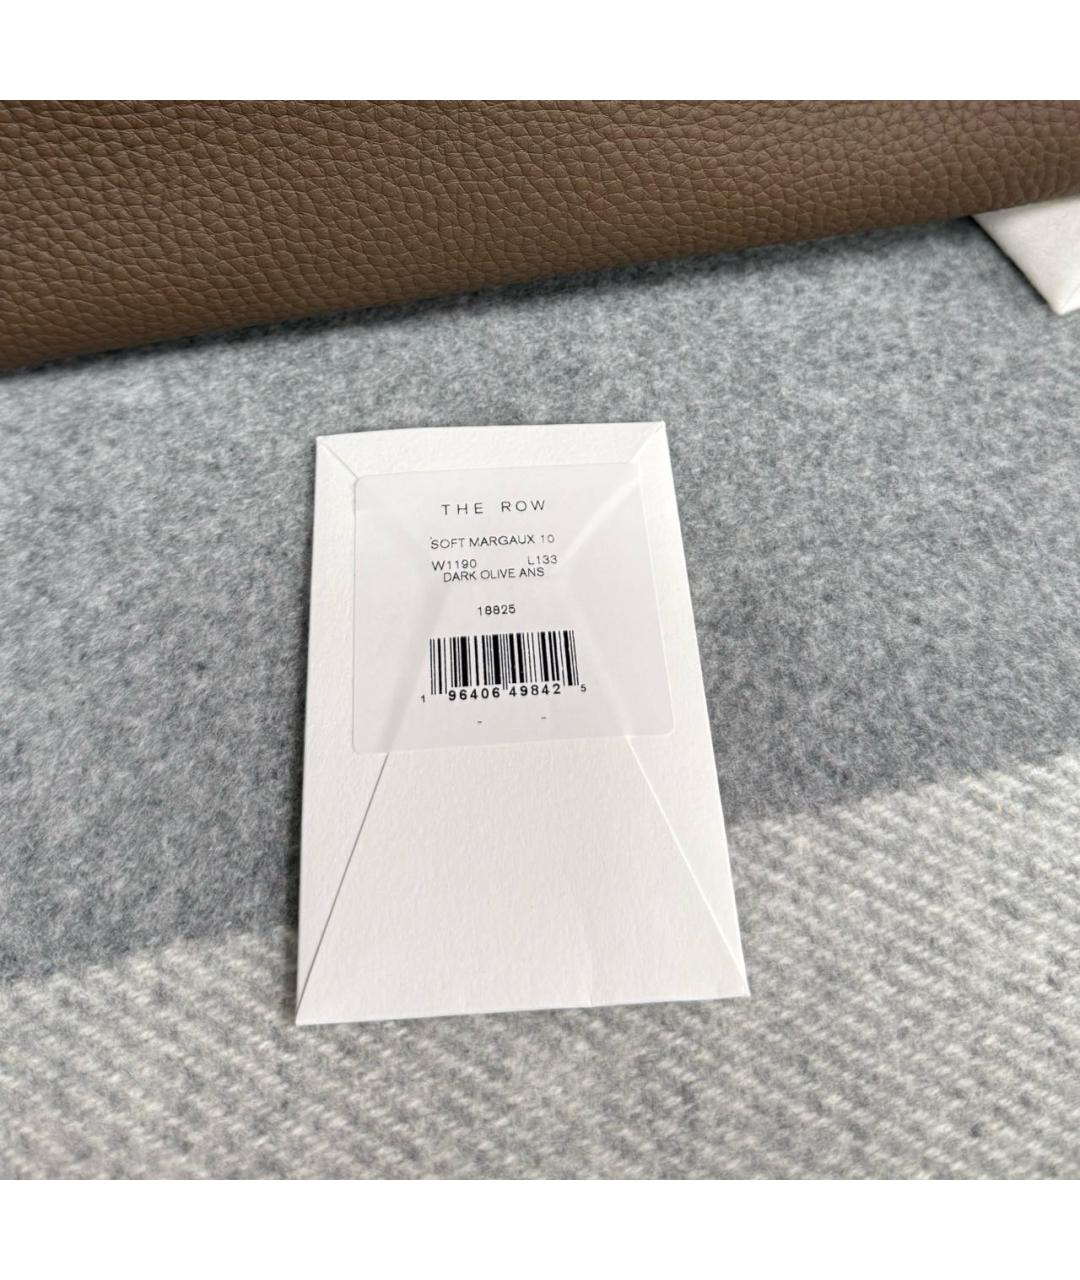 THE ROW
SOFT MARGAUX 10
W1190 L133
DARK OLIVE ANS
18825
1 96406 49842 5
- -